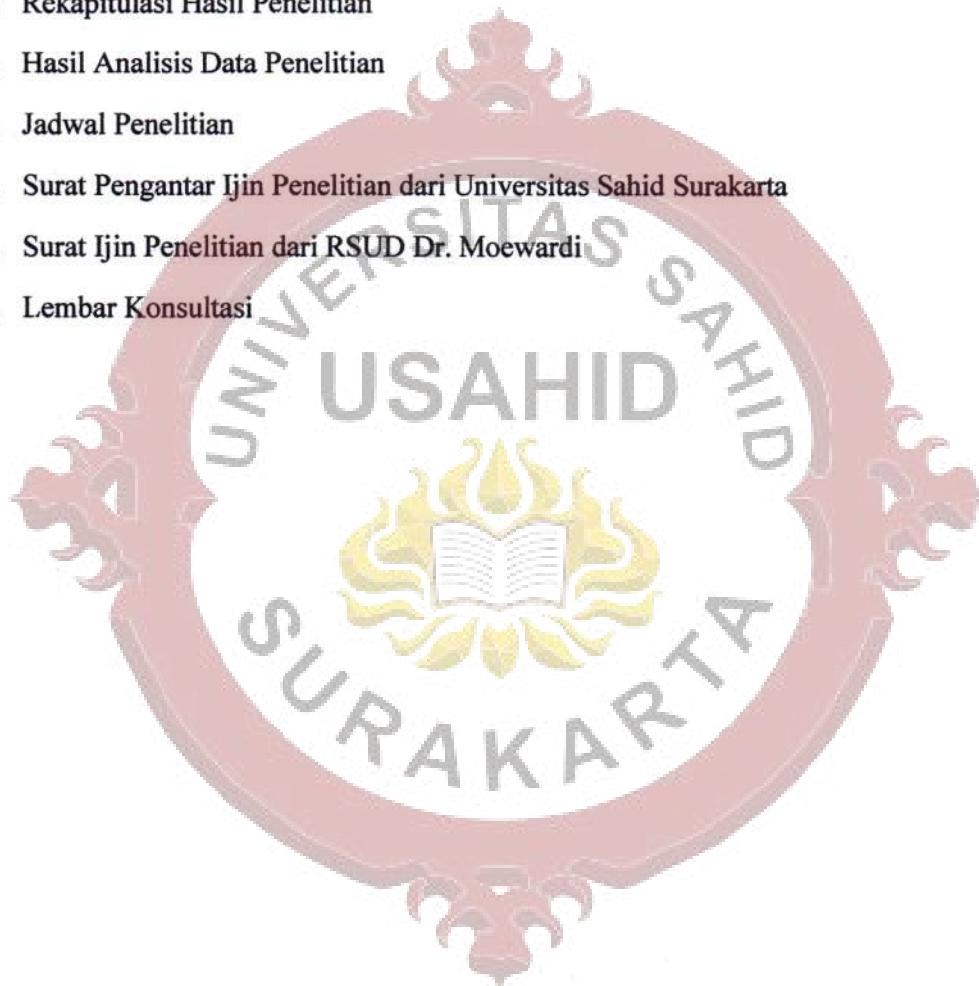 Rekapitulasi Hasil Penelitian
Hasil Analisis Data Penelitian
Jadwal Penelitian
Surat Pengantar Ijin Penelitian dari Universitas Sahid Surakarta
Surat Ijin Penelitian dari RSUD Dr. Moewardi
Lembar Konsultasi
UNIVERSITAS SAHID
USAHID
SURAKARTA